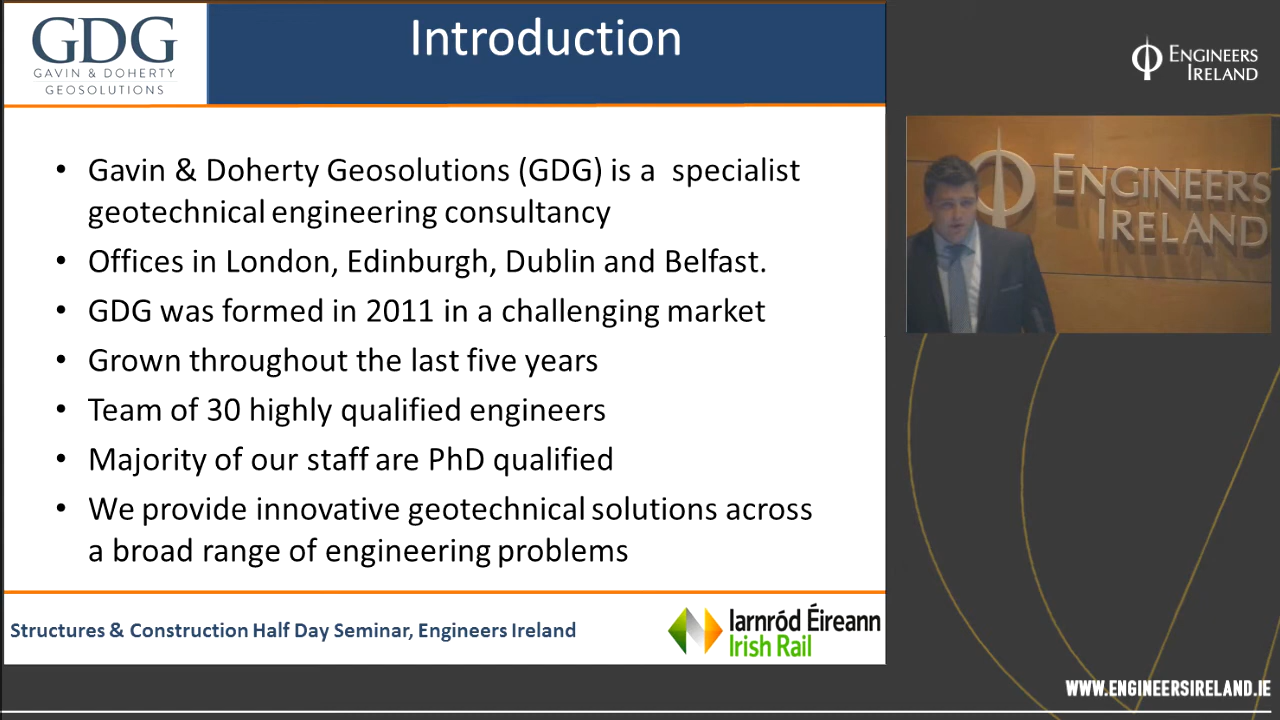 GDG
GAVIN & DOHERTY
GEOSOLUTIONS
Introduction
• Gavin & Doherty Geosolutions (GDG) is a specialist
geotechnical engineering consultancy
• Offices in London, Edinburgh, Dublin and Belfast.
• GDG was formed in 2011 in a challenging market
• Grown throughout the last five years
• Team of 30 highly qualified engineers
• Majority of our staff are PhD qualified
• We provide innovative geotechnical solutions across
a broad range of engineering problems
Structures & Construction Half Day Seminar, Engineers Ireland
Iarnród Éireann
Irish Rail
ENGINEERS
IRELAND
ENGINEERS
IRELAND
WWW.ENGINEERSIRELAND.IE